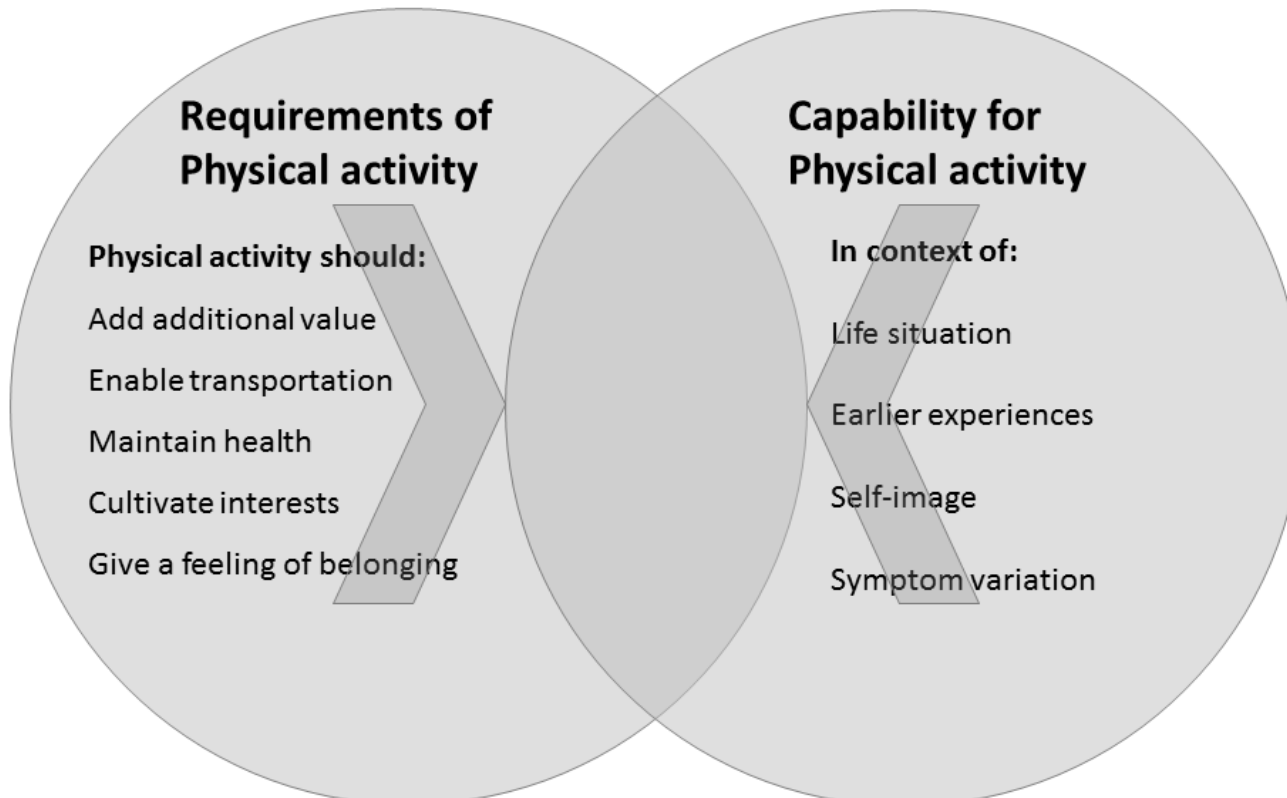 Requirements of
Physical activity
Physical activity should:
Add additional value
Enable transportation
Maintain health
Cultivate interests
Give a feeling of belonging
Capability for
Physical activity
In context of:
Life situation
Earlier experiences
Self-image
Symptom variation